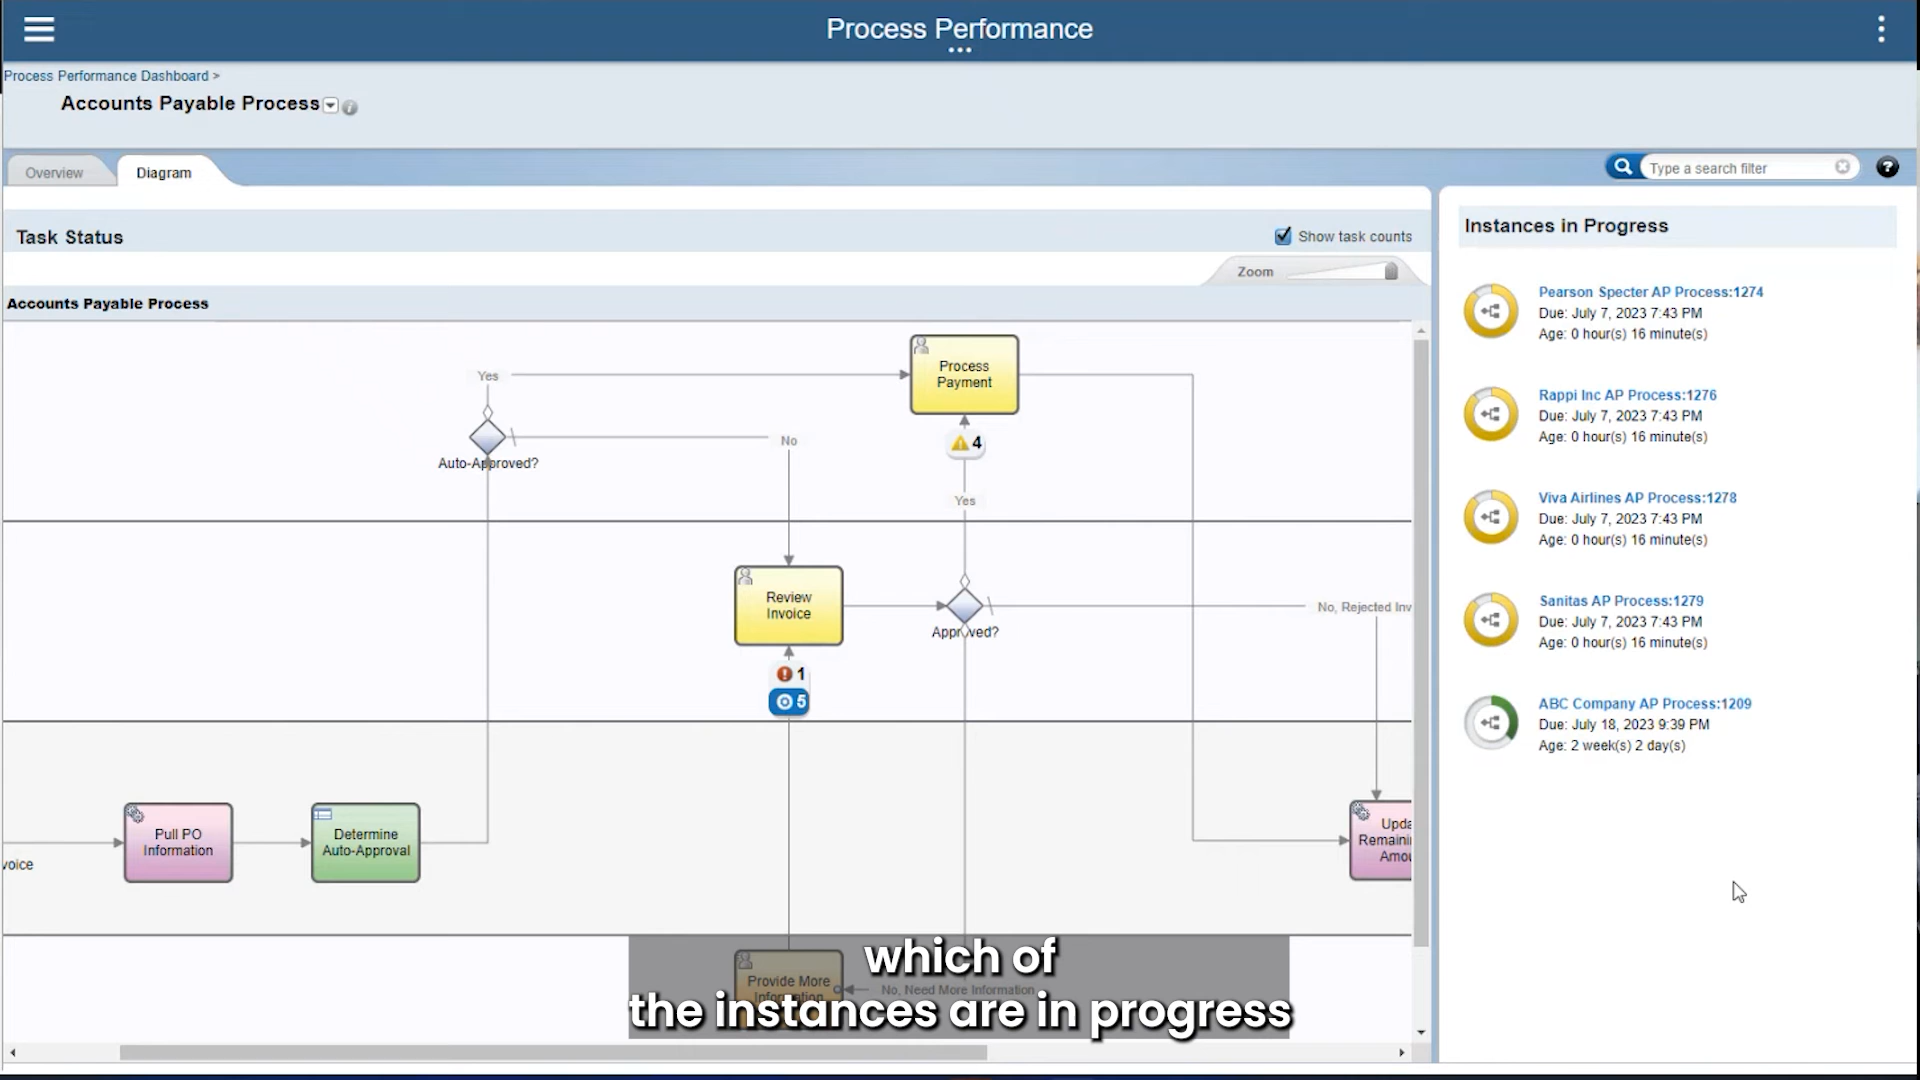 Process Performance
Process Performance Dashboard >
Accounts Payable Process
Overview
Diagram
Type a search filter
Task Status
Show task counts
Zoom
Accounts Payable Process
Yes
Process
Payment
No
Auto-Approved?
4
Yes
Review
Invoice
Approved?
No, Rejected Inv
1
5
Pull PO
Information
Determine
Auto-Approval
voice
Upda
Remaini
Amou
Provide More
Information
No, Need More Information
Instances in Progress
Pearson Specter AP Process:1274
Due: July 7, 2023 7:43 PM
Age: 0 hour(s) 16 minute(s)
Rappi Inc AP Process:1276
Due: July 7, 2023 7:43 PM
Age: 0 hour(s) 16 minute(s)
Viva Airlines AP Process:1278
Due: July 7, 2023 7:43 PM
Age: 0 hour(s) 16 minute(s)
Sanitas AP Process:1279
Due: July 7, 2023 7:43 PM
Age: 0 hour(s) 16 minute(s)
ABC Company AP Process:1209
Due: July 18, 2023 9:39 PM
Age: 2 week(s) 2 day(s)
which of
the instances are in progress